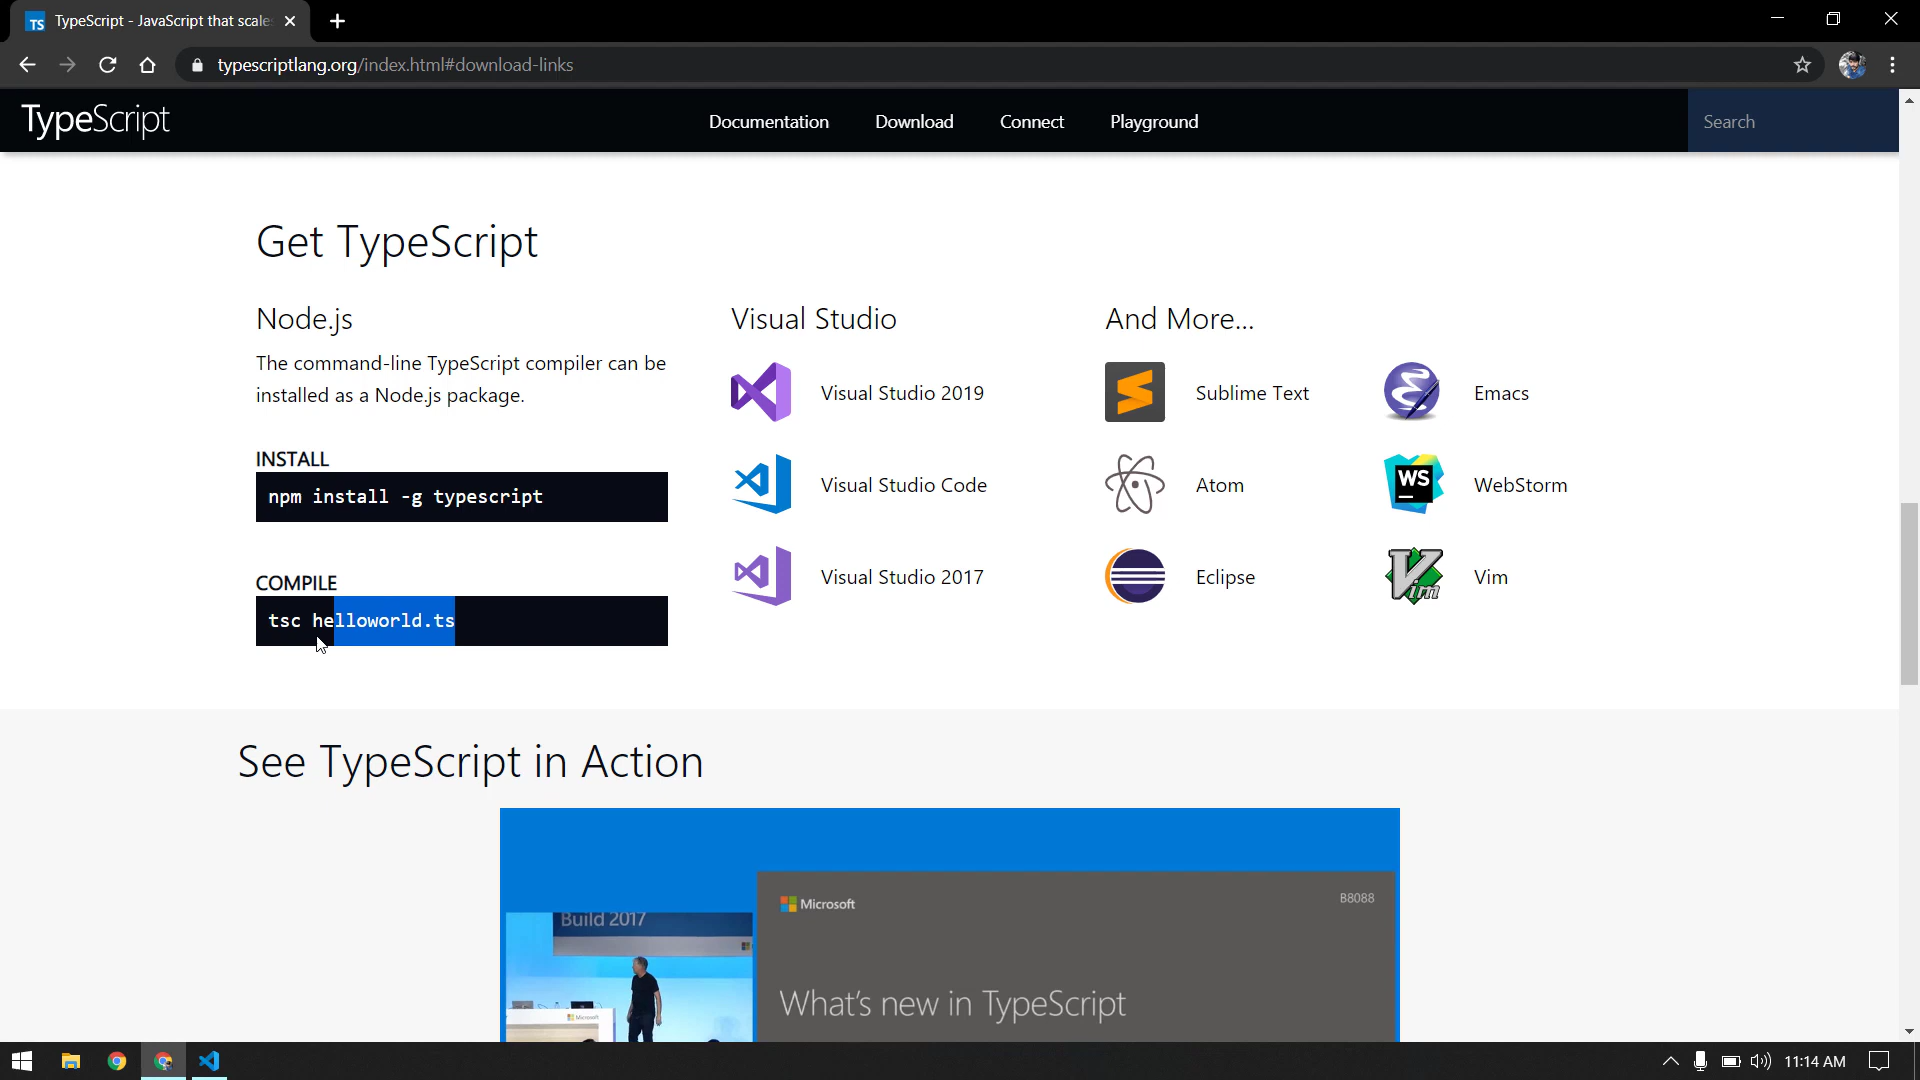 TS TypeScript - JavaScript that scale
typescriptlang.org/index.html#download-links
TypeScript
Documentation
Download
Connect
Playground
Search
Get TypeScript
Node.js
The command-line TypeScript compiler can be
installed as a Node.js package.
INSTALL
npm install -g typescript
COMPILE
tsc helloworld.ts
Visual Studio
Visual Studio 2019
Visual Studio Code
Visual Studio 2017
And More...
Sublime Text
Emacs
Atom
WS
WebStorm
Eclipse
Vim
Vim
See TypeScript in Action
Build 2017
Microsoft
Microsoft
B8088
What's new in TypeScript
11:14 AM